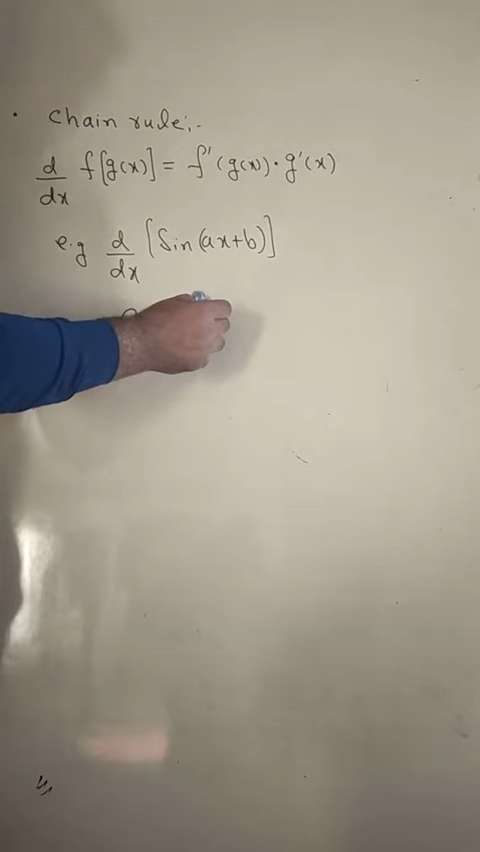 • Chain rule:-
d/dx f[g(x)] = f'(g(x))·g'(x)
e.g d/dx [Sin(ax+b)]